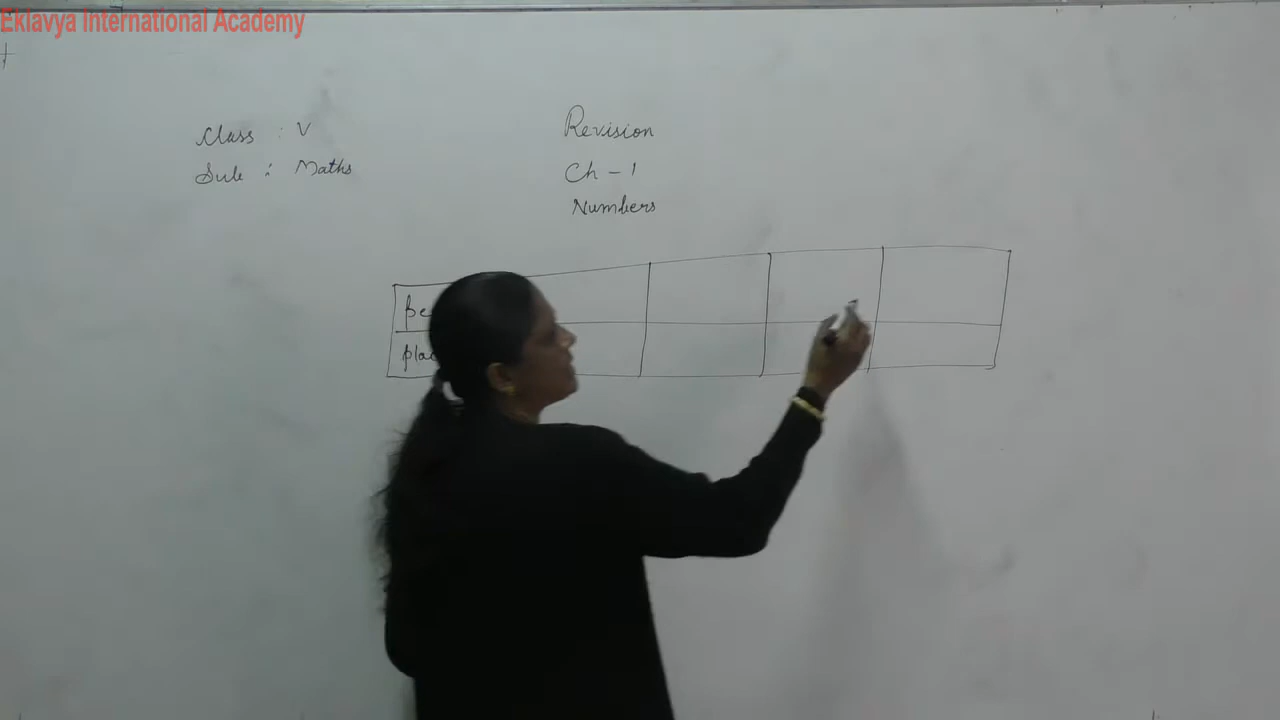 Eklavya International Academy
Class : V
Sub : Maths
Revision
Ch - 1
Numbers